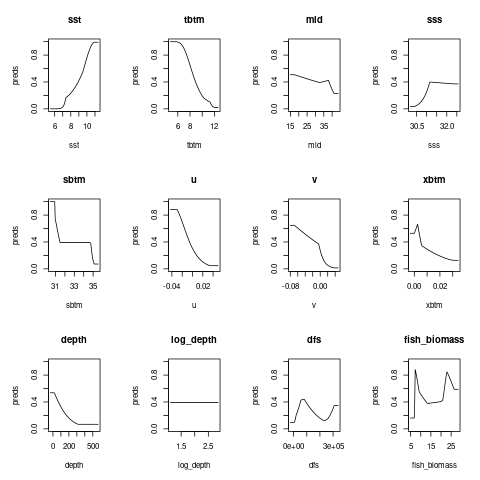 sst tbtm mld sss
preds preds preds preds
0.0 0.4 0.8 0.0 0.4 0.8 0.0 0.4 0.8 0.0 0.4 0.8
6 8 10 6 8 12 15 25 35 30.5 32.0
sst tbtm mld sss
sbtm u v xbtm
preds preds preds preds
0.0 0.4 0.8 0.0 0.4 0.8 0.0 0.4 0.8 0.0 0.4 0.8
31 33 35 -0.04 0.02 -0.08 0.00 0.00 0.02
sbtm u v xbtm
depth log_depth dfs fish_biomass
preds preds preds preds
0.0 0.4 0.8 0.0 0.4 0.8 0.0 0.4 0.8 0.0 0.4 0.8
0 200 500 1.5 2.5 0e+00 3e+05 5 15 25
depth log_depth dfs fish_biomass